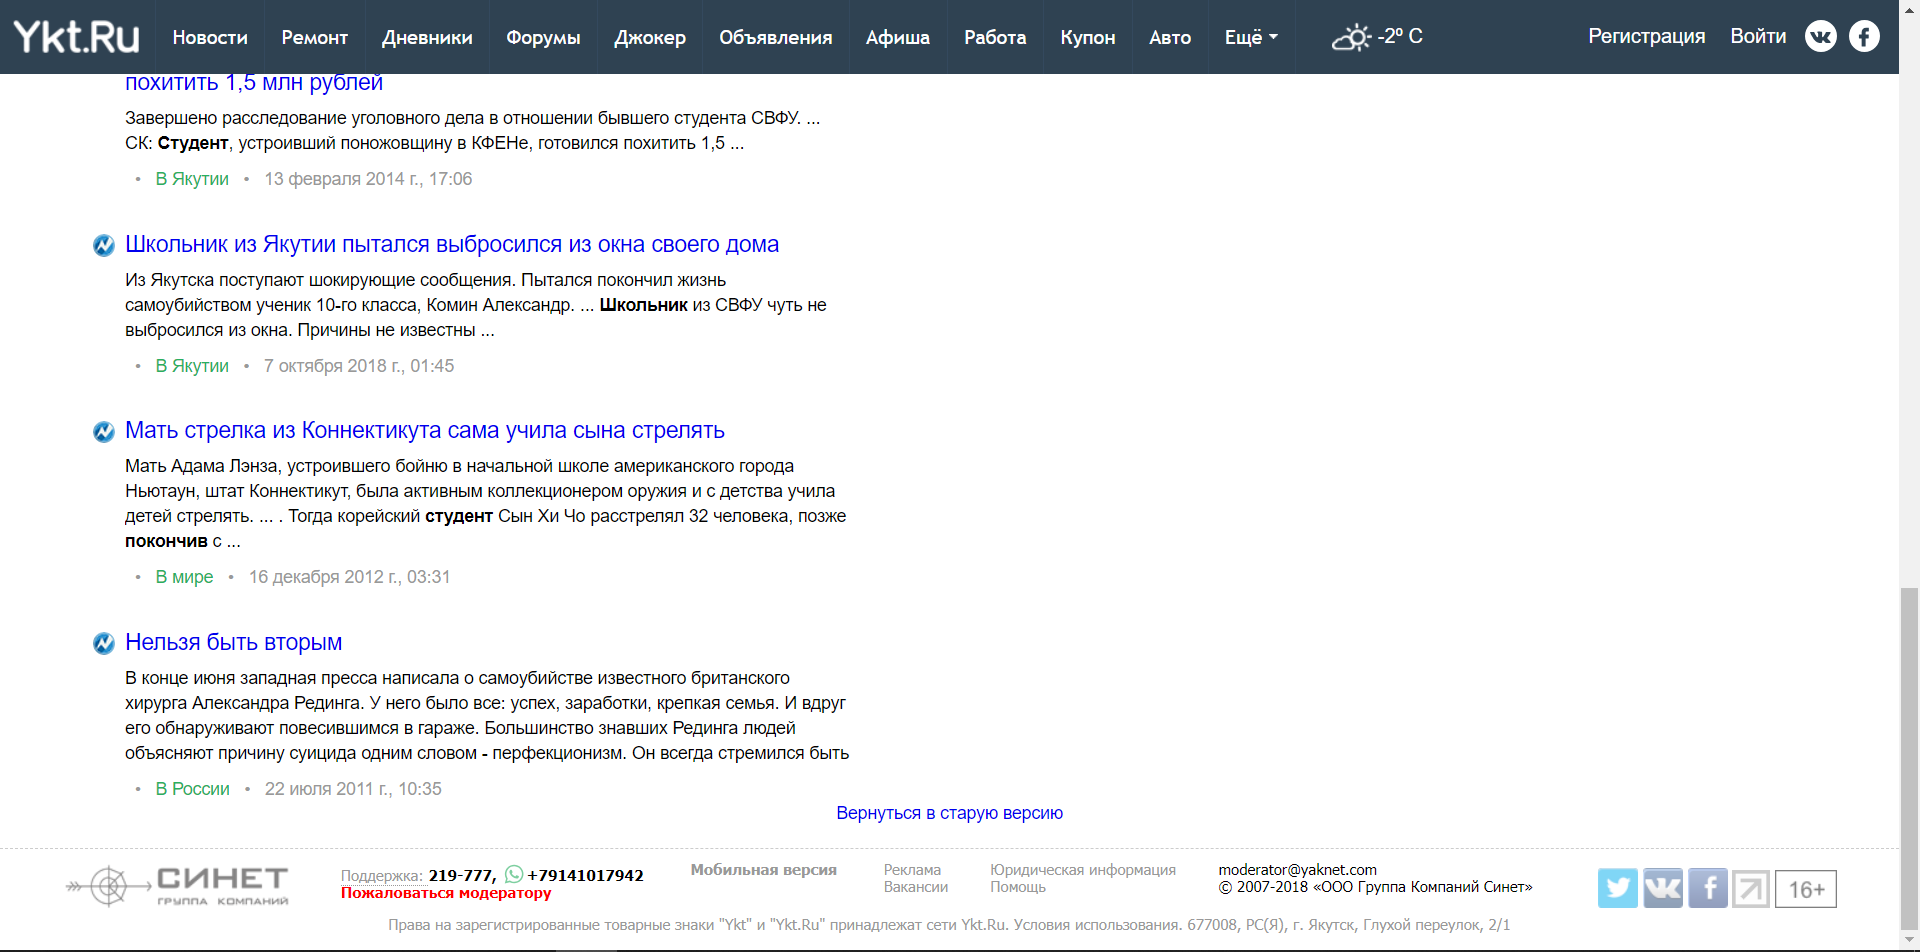 Ykt.Ru Новости Ремонт Дневники Форумы Джокер Объявления Афиша Работа Купон Авто Ещё -2° C Регистрация Войти
похитить 1,5 млн рублей
Завершено расследование уголовного дела в отношении бывшего студента СВФУ. ...
СК: Студент, устроивший поножовщину в КФЕНе, готовился похитить 1,5 ...
• В Якутии • 13 февраля 2014 г., 17:06
Школьник из Якутии пытался выбросился из окна своего дома
Из Якутска поступают шокирующие сообщения. Пытался покончил жизнь
самоубийством ученик 10-го класса, Комин Александр. ... Школьник из СВФУ чуть не
выбросился из окна. Причины не известны ...
• В Якутии • 7 октября 2018 г., 01:45
Мать стрелка из Коннектикута сама учила сына стрелять
Мать Адама Лэнза, устроившего бойню в начальной школе американского города
Ньютаун, штат Коннектикут, была активным коллекционером оружия и с детства учила
детей стрелять. ... . Тогда корейский студент Сын Хи Чо расстрелял 32 человека, позже
покончив с ...
• В мире • 16 декабря 2012 г., 03:31
Нельзя быть вторым
В конце июня западная пресса написала о самоубийстве известного британского
хирурга Александра Рединга. У него было все: успех, заработки, крепкая семья. И вдруг
его обнаруживают повесившимся в гараже. Большинство знавших Рединга людей
объясняют причину суицида одним словом - перфекционизм. Он всегда стремился быть
• В России • 22 июля 2011 г., 10:35
Вернуться в старую версию
СИНЕТ
ГРУППА КОМПАНИЙ
Поддержка: 219-777, +79141017942
Пожаловаться модератору
Мобильная версия
Реклама
Вакансии
Юридическая информация
Помощь
moderator@yaknet.com
© 2007-2018 «ООО Группа Компаний Синет»
16+
Права на зарегистрированные товарные знаки "Ykt" и "Ykt.Ru" принадлежат сети Ykt.Ru. Условия использования. 677008, РС(Я), г. Якутск, Глухой переулок, 2/1